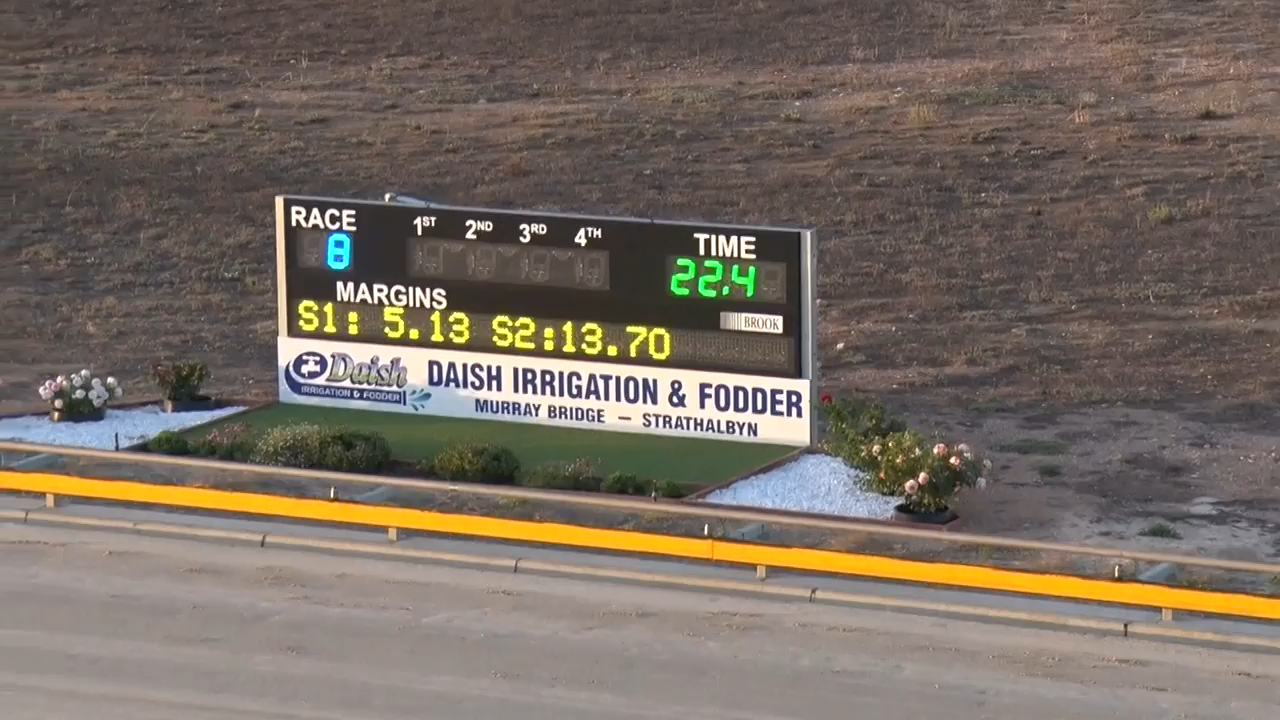 RACE 1ST 2ND 3RD 4TH TIME
8 22.4
MARGINS
BROOK
S1: 5.13 S2:13.70
Daish
IRRIGATION & FODDER
DAISH IRRIGATION & FODDER
MURRAY BRIDGE — STRATHALBYN